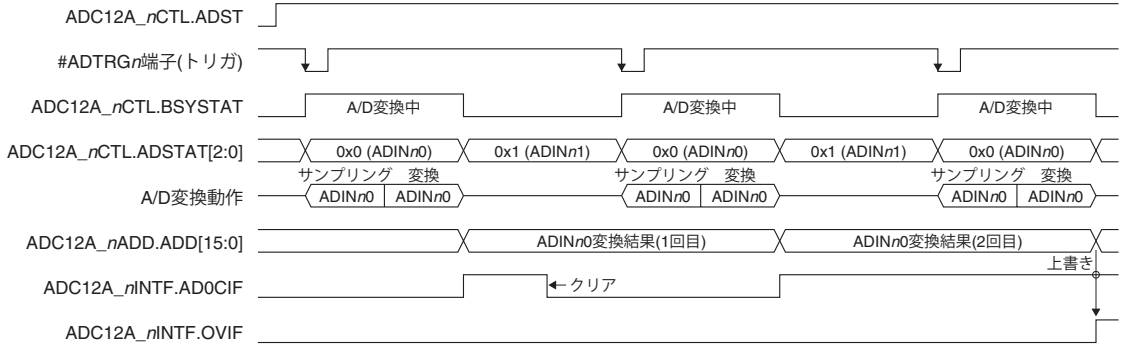 ADC12A_nCTL.ADST
#ADTRGn端子(トリガ)
ADC12A_nCTL.BSYSTAT A/D変換中 A/D変換中 A/D変換中
ADC12A_nCTL.ADSTAT[2:0] 0x0 (ADINn0) 0x1 (ADINn1) 0x0 (ADINn0) 0x1 (ADINn1) 0x0 (ADINn0)
サンプリング 変換 サンプリング 変換 サンプリング 変換
A/D変換動作 ADINn0 ADINn0 ADINn0 ADINn0 ADINn0 ADINn0
ADC12A_nADD.ADD[15:0] ADINn0変換結果(1回目) ADINn0変換結果(2回目)
上書き
ADC12A_nINTF.AD0CIF クリア
ADC12A_nINTF.OVIF